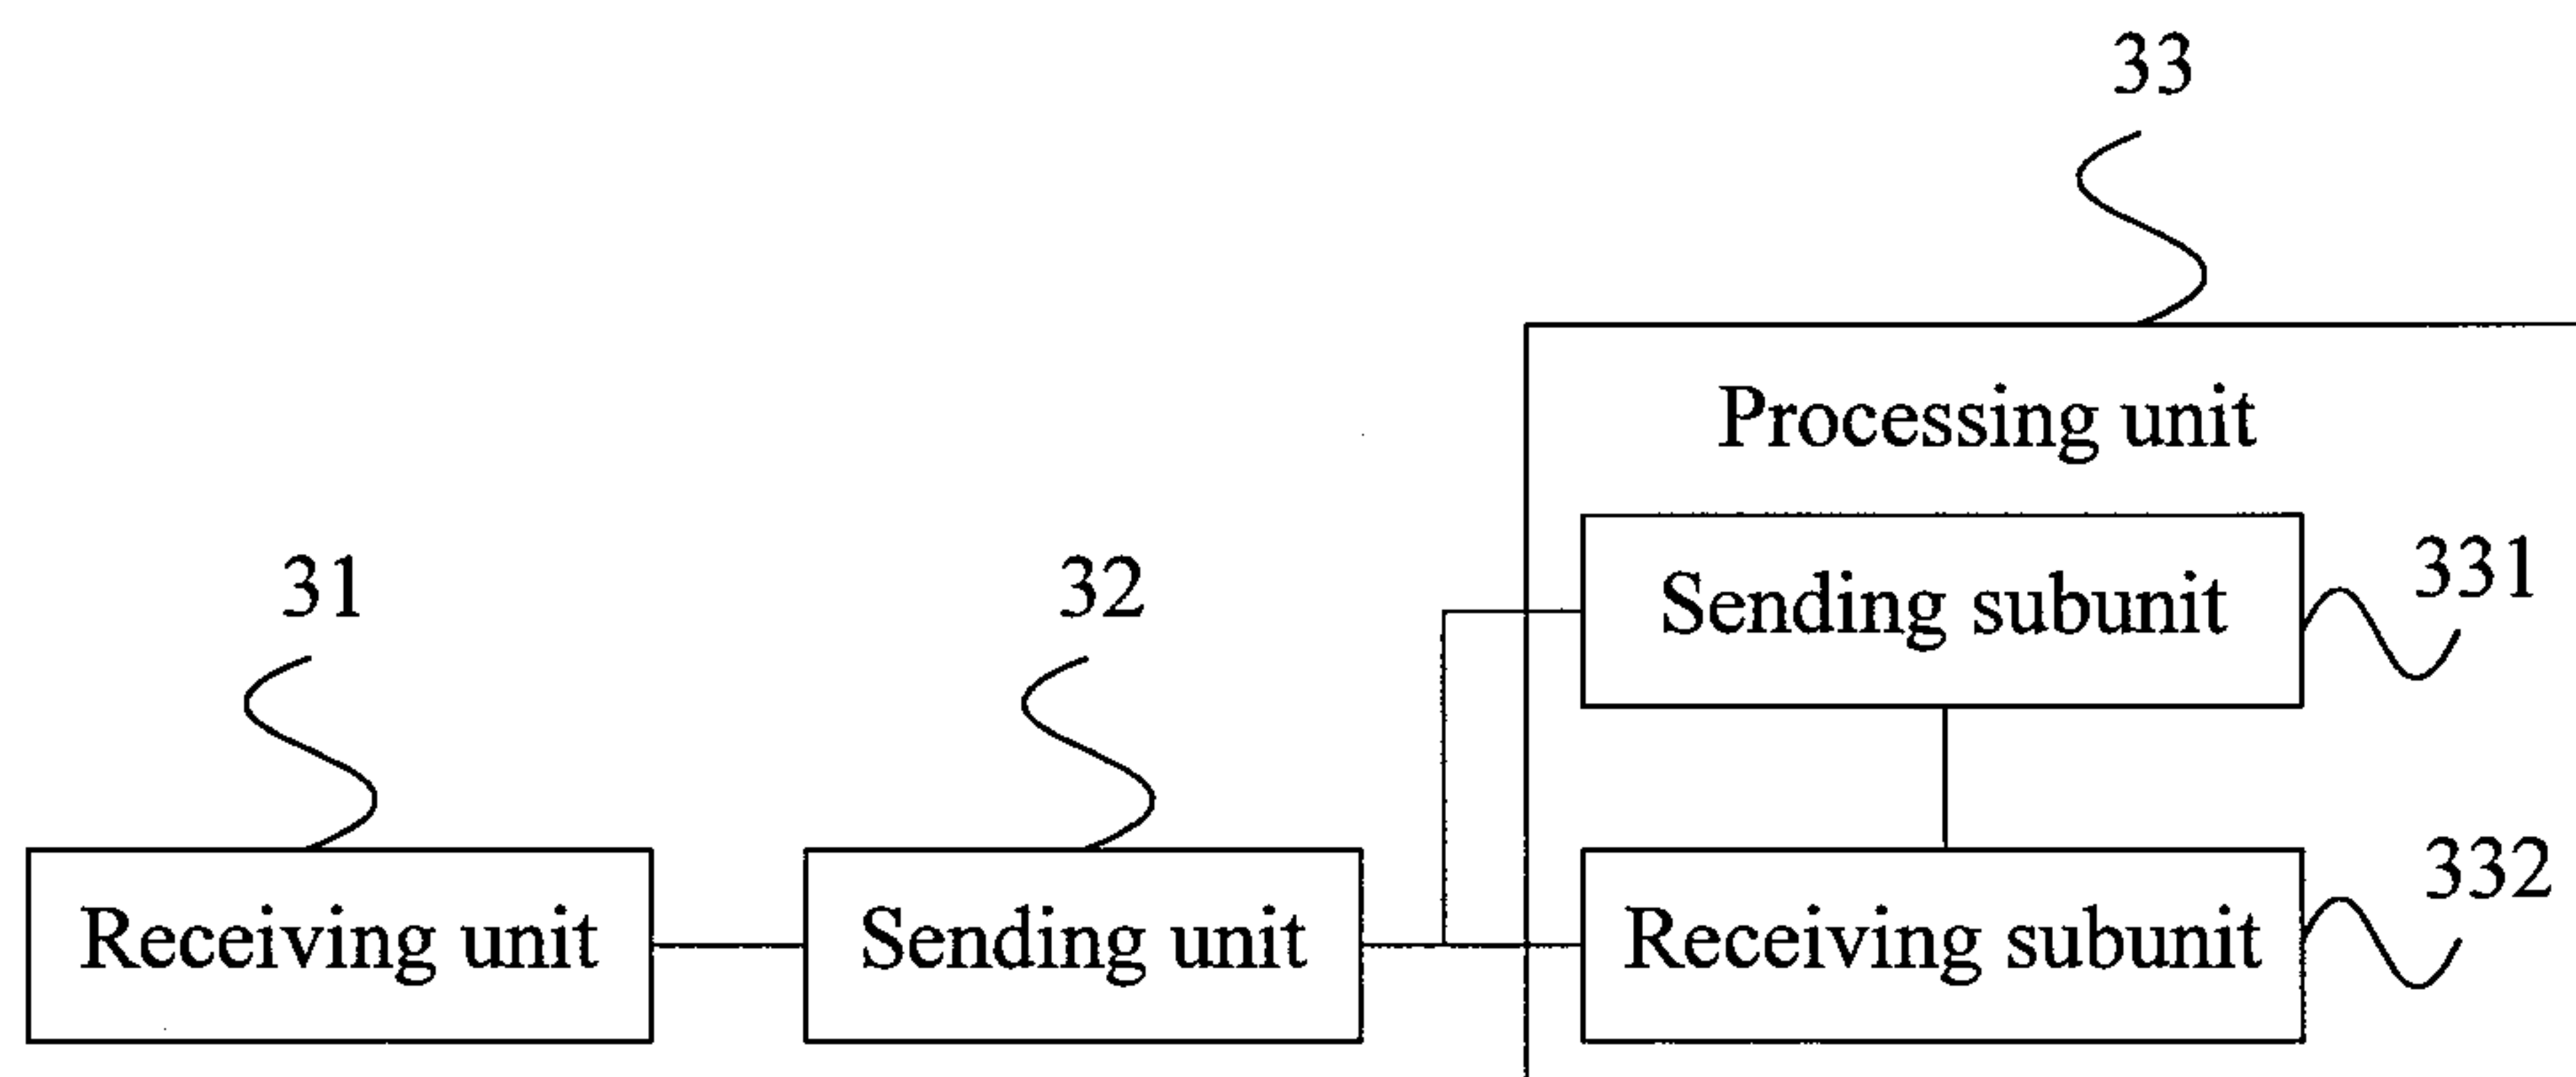 33
Processing unit
31
32
Sending subunit
331
Receiving unit
Sending unit
Receiving subunit
332